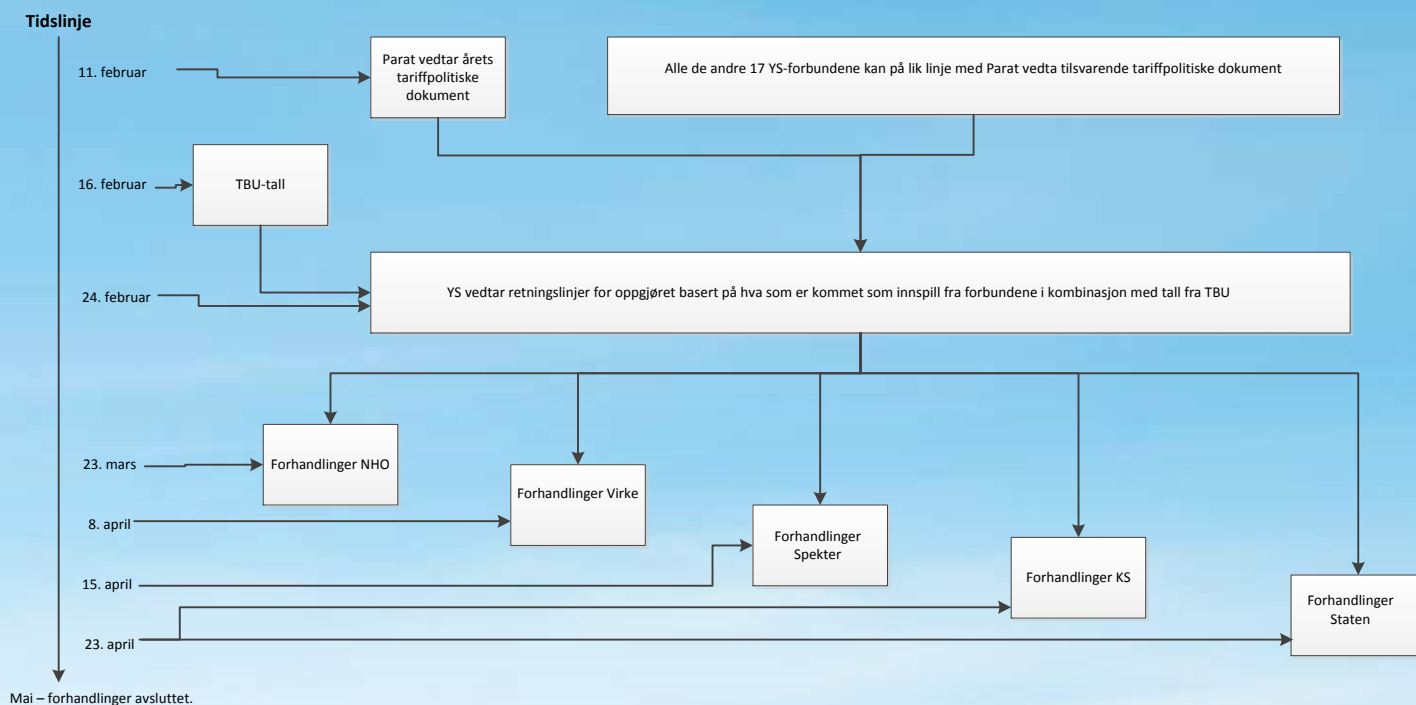 Tidslinje
11. februar
Parat vedtar årets
tariffpolitiske
dokument
Alle de andre 17 YS-forbundene kan på lik linje med Parat vedta tilsvarende tariffpolitiske dokument
16. februar
TBU-tall
24. februar
YS vedtar retningslinjer for oppgjøret basert på hva som er kommet som innspill fra forbundene i kombinasjon med tall fra TBU
23. mars
Forhandlinger NHO
8. april
Forhandlinger Virke
15. april
Forhandlinger
Spekter
23. april
Forhandlinger KS
Forhandlinger
Staten
Mai – forhandlinger avsluttet.